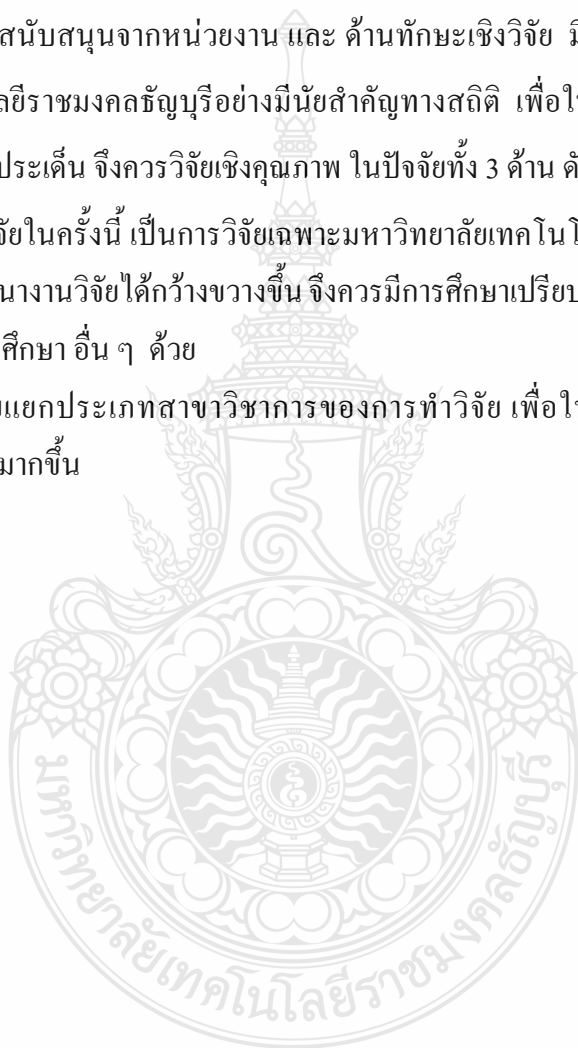 สนับสนุนจากหน่วยงาน และ ด้านทักษะเชิงวิจัย มี
ลยีราชมงคลธัญบุรีอย่างมีนัยสำคัญทางสถิติ เพื่อให
ประเด็น จึงควรวิจัยเชิงคุณภาพ ในปัจจัยทั้ง 3 ด้าน ดั
จัยในครั้งนี้ เป็นการวิจัยเฉพาะมหาวิทยาลัยเทคโนโ
นางานวิจัยได้กว้างขวางขึ้น จึงควรมีการศึกษาเปรียบ
ศึกษา อื่น ๆ ด้วย
แยกประเภทสาขาวิชาการของการทำวิจัย เพื่อให
มากขึ้น
มหาวิทยาลัยเทคโนโลยีราชมงคลธัญบุรี